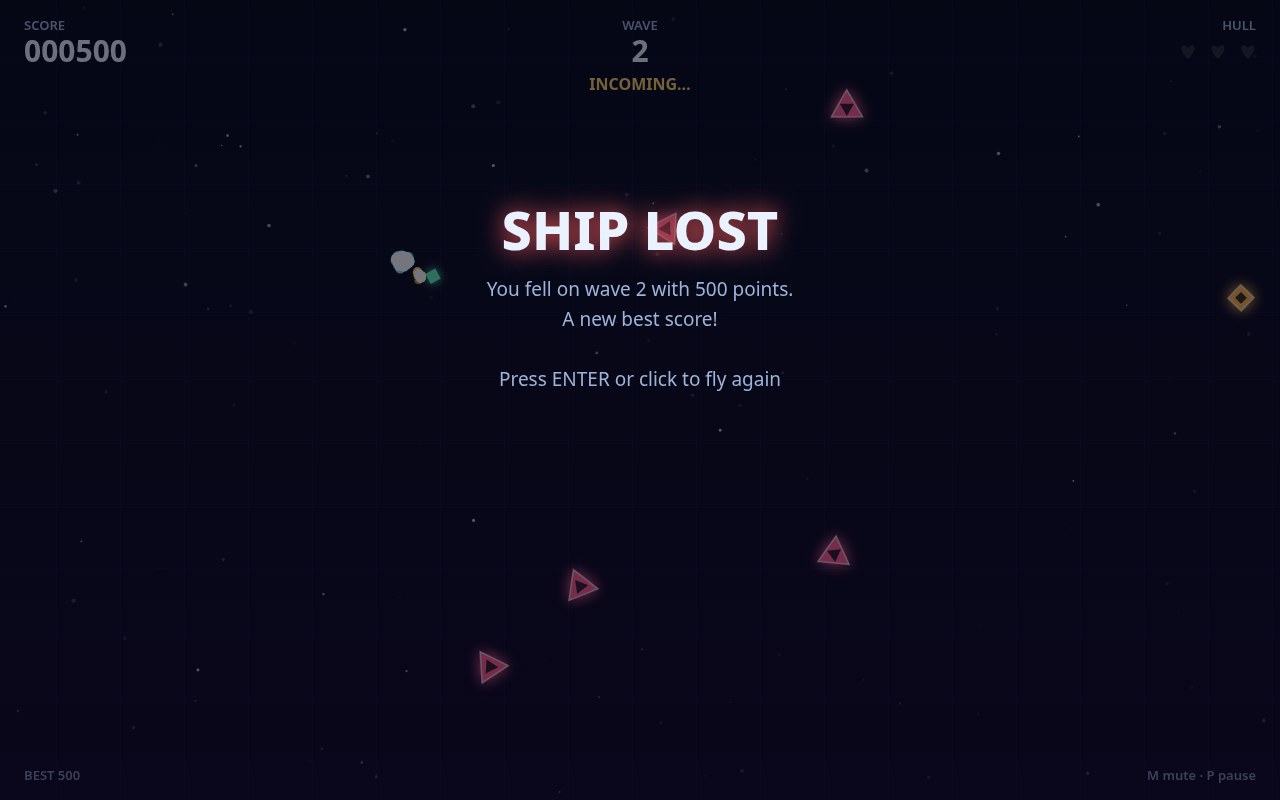 SCORE
000500
WAVE
2
INCOMING...
HULL
SHIP LOST
You fell on wave 2 with 500 points.
A new best score!
Press ENTER or click to fly again
BEST 500
M mute · P pause